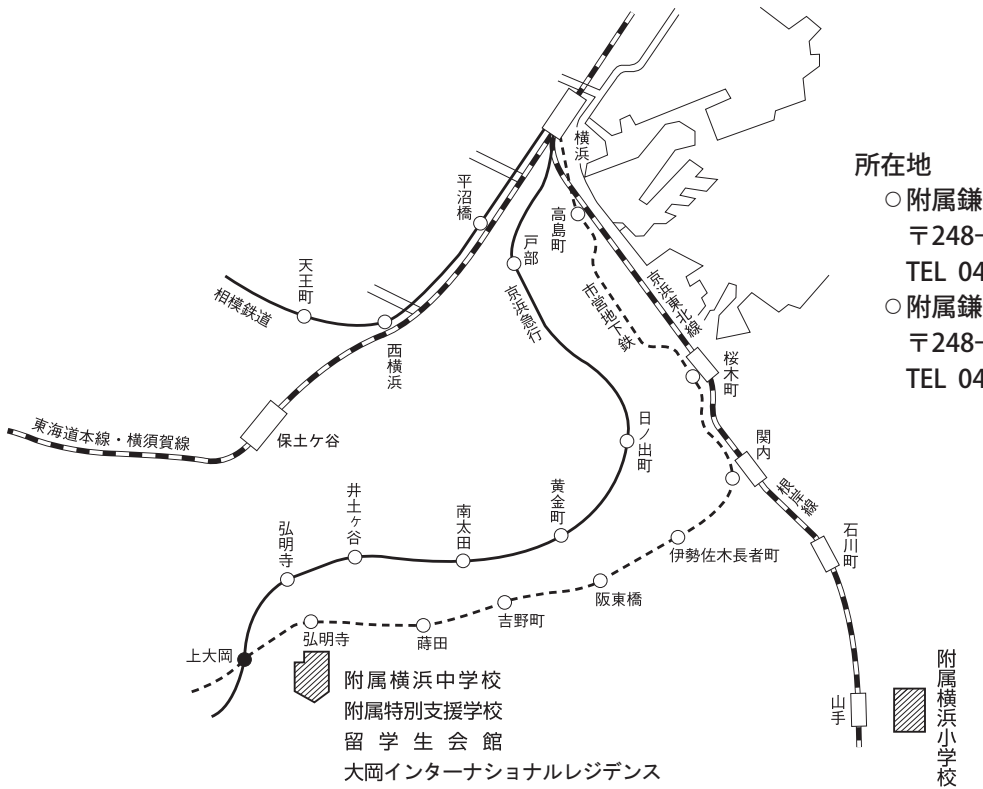 横浜
平沼橋
高島町
戸部
天王町
相模鉄道
京浜東北線
市営地下鉄
京浜急行
西横浜
桜木町
東海道本線・横須賀線
保土ケ谷
日ノ出町
関内
黄金町
井土ヶ谷
南太田
弘明寺
根岸線
石川町
伊勢佐木長者町
阪東橋
吉野町
蒔田
弘明寺
上大岡
山手
附属横浜小学校
附属横浜中学校
附属特別支援学校
留学生会館
大岡インターナショナルレジデンス
所在地
○附属鎌
〒248-
TEL 04
○附属鎌
〒248-
TEL 04